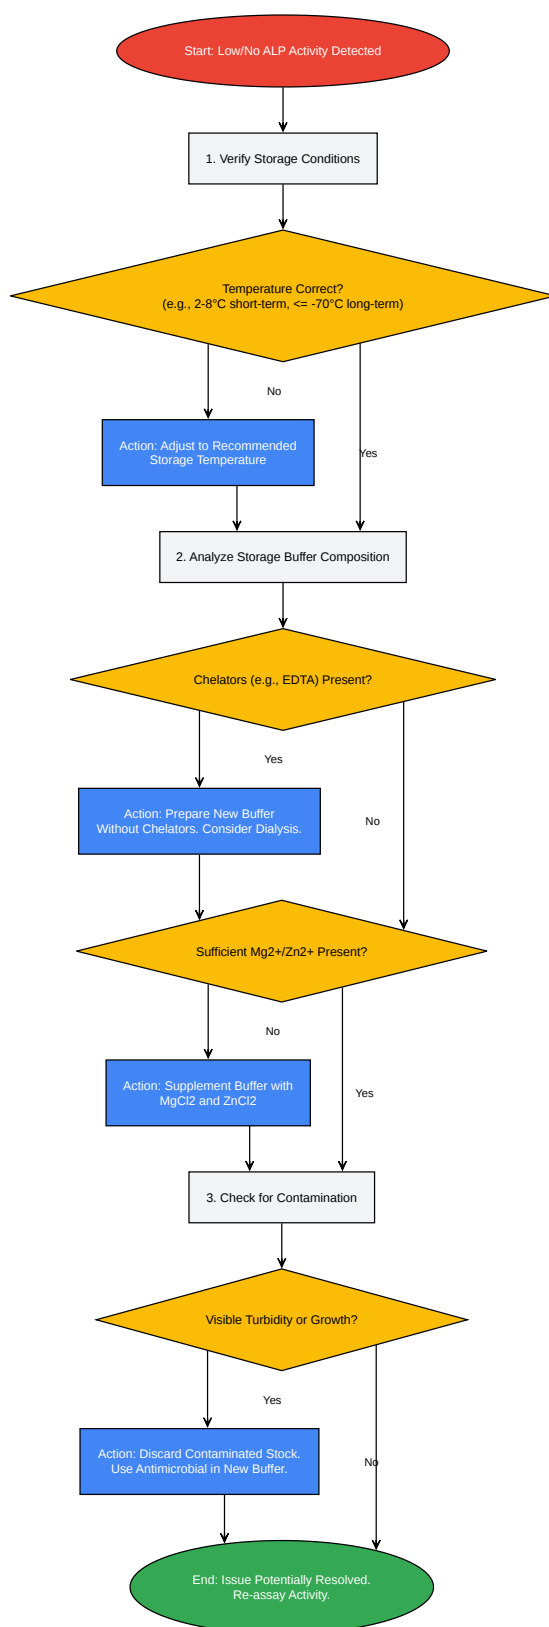 Start: Low/No ALP Activity Detected
1. Verify Storage Conditions
Temperature Correct?
(e.g., 2-8°C short-term, <= -70°C long-term)
No
Action: Adjust to Recommended
Storage Temperature
Yes
2. Analyze Storage Buffer Composition
Chelators (e.g., EDTA) Present?
Yes
Action: Prepare New Buffer
Without Chelators. Consider Dialysis.
No
Sufficient Mg2+/Zn2+ Present?
No
Action: Supplement Buffer with
MgCl2 and ZnCl2
Yes
3. Check for Contamination
Visible Turbidity or Growth?
Yes
Action: Discard Contaminated Stock.
Use Antimicrobial in New Buffer.
No
End: Issue Potentially Resolved.
Re-assay Activity.